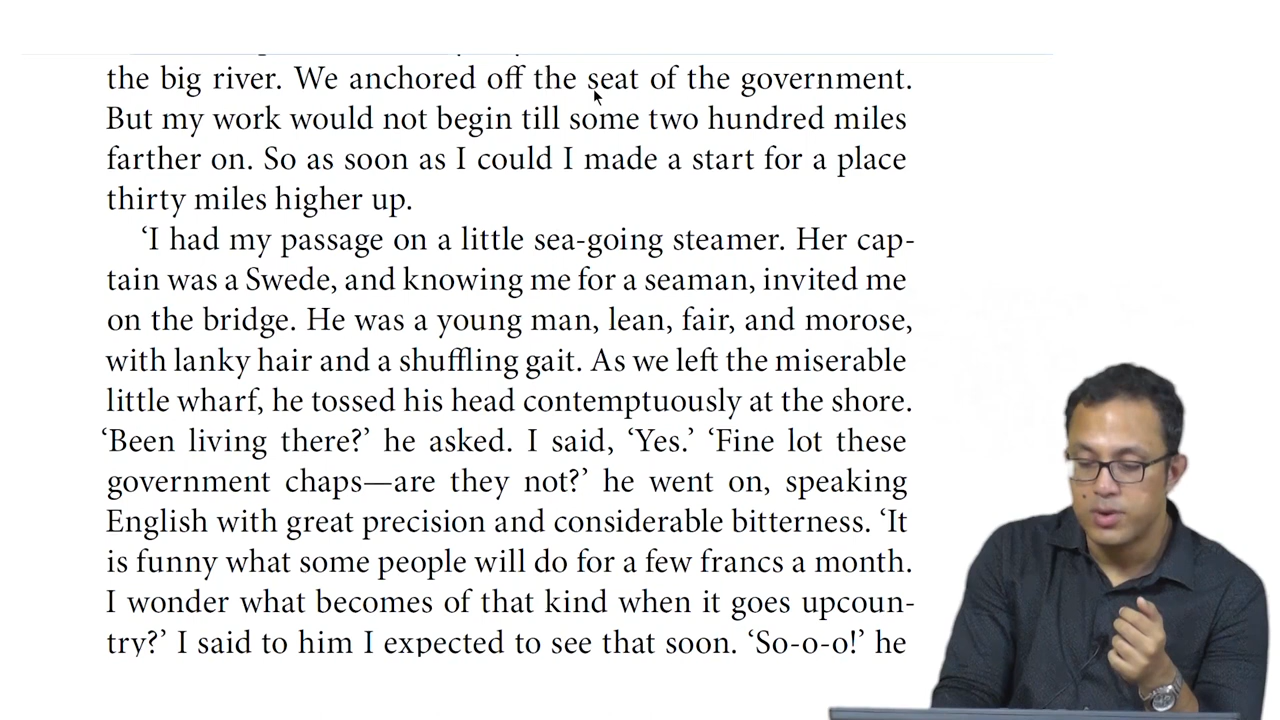 the big river. We anchored off the seat of the government.
But my work would not begin till some two hundred miles
farther on. So as soon as I could I made a start for a place
thirty miles higher up.
‘I had my passage on a little sea-going steamer. Her cap-
tain was a Swede, and knowing me for a seaman, invited me
on the bridge. He was a young man, lean, fair, and morose,
with lanky hair and a shuffling gait. As we left the miserable
little wharf, he tossed his head contemptuously at the shore.
‘Been living there?’ he asked. I said, ‘Yes.’ ‘Fine lot these
government chaps—are they not?’ he went on, speaking
English with great precision and considerable bitterness. ‘It
is funny what some people will do for a few francs a month.
I wonder what becomes of that kind when it goes upcoun-
try?’ I said to him I expected to see that soon. ‘So-o-o!’ he